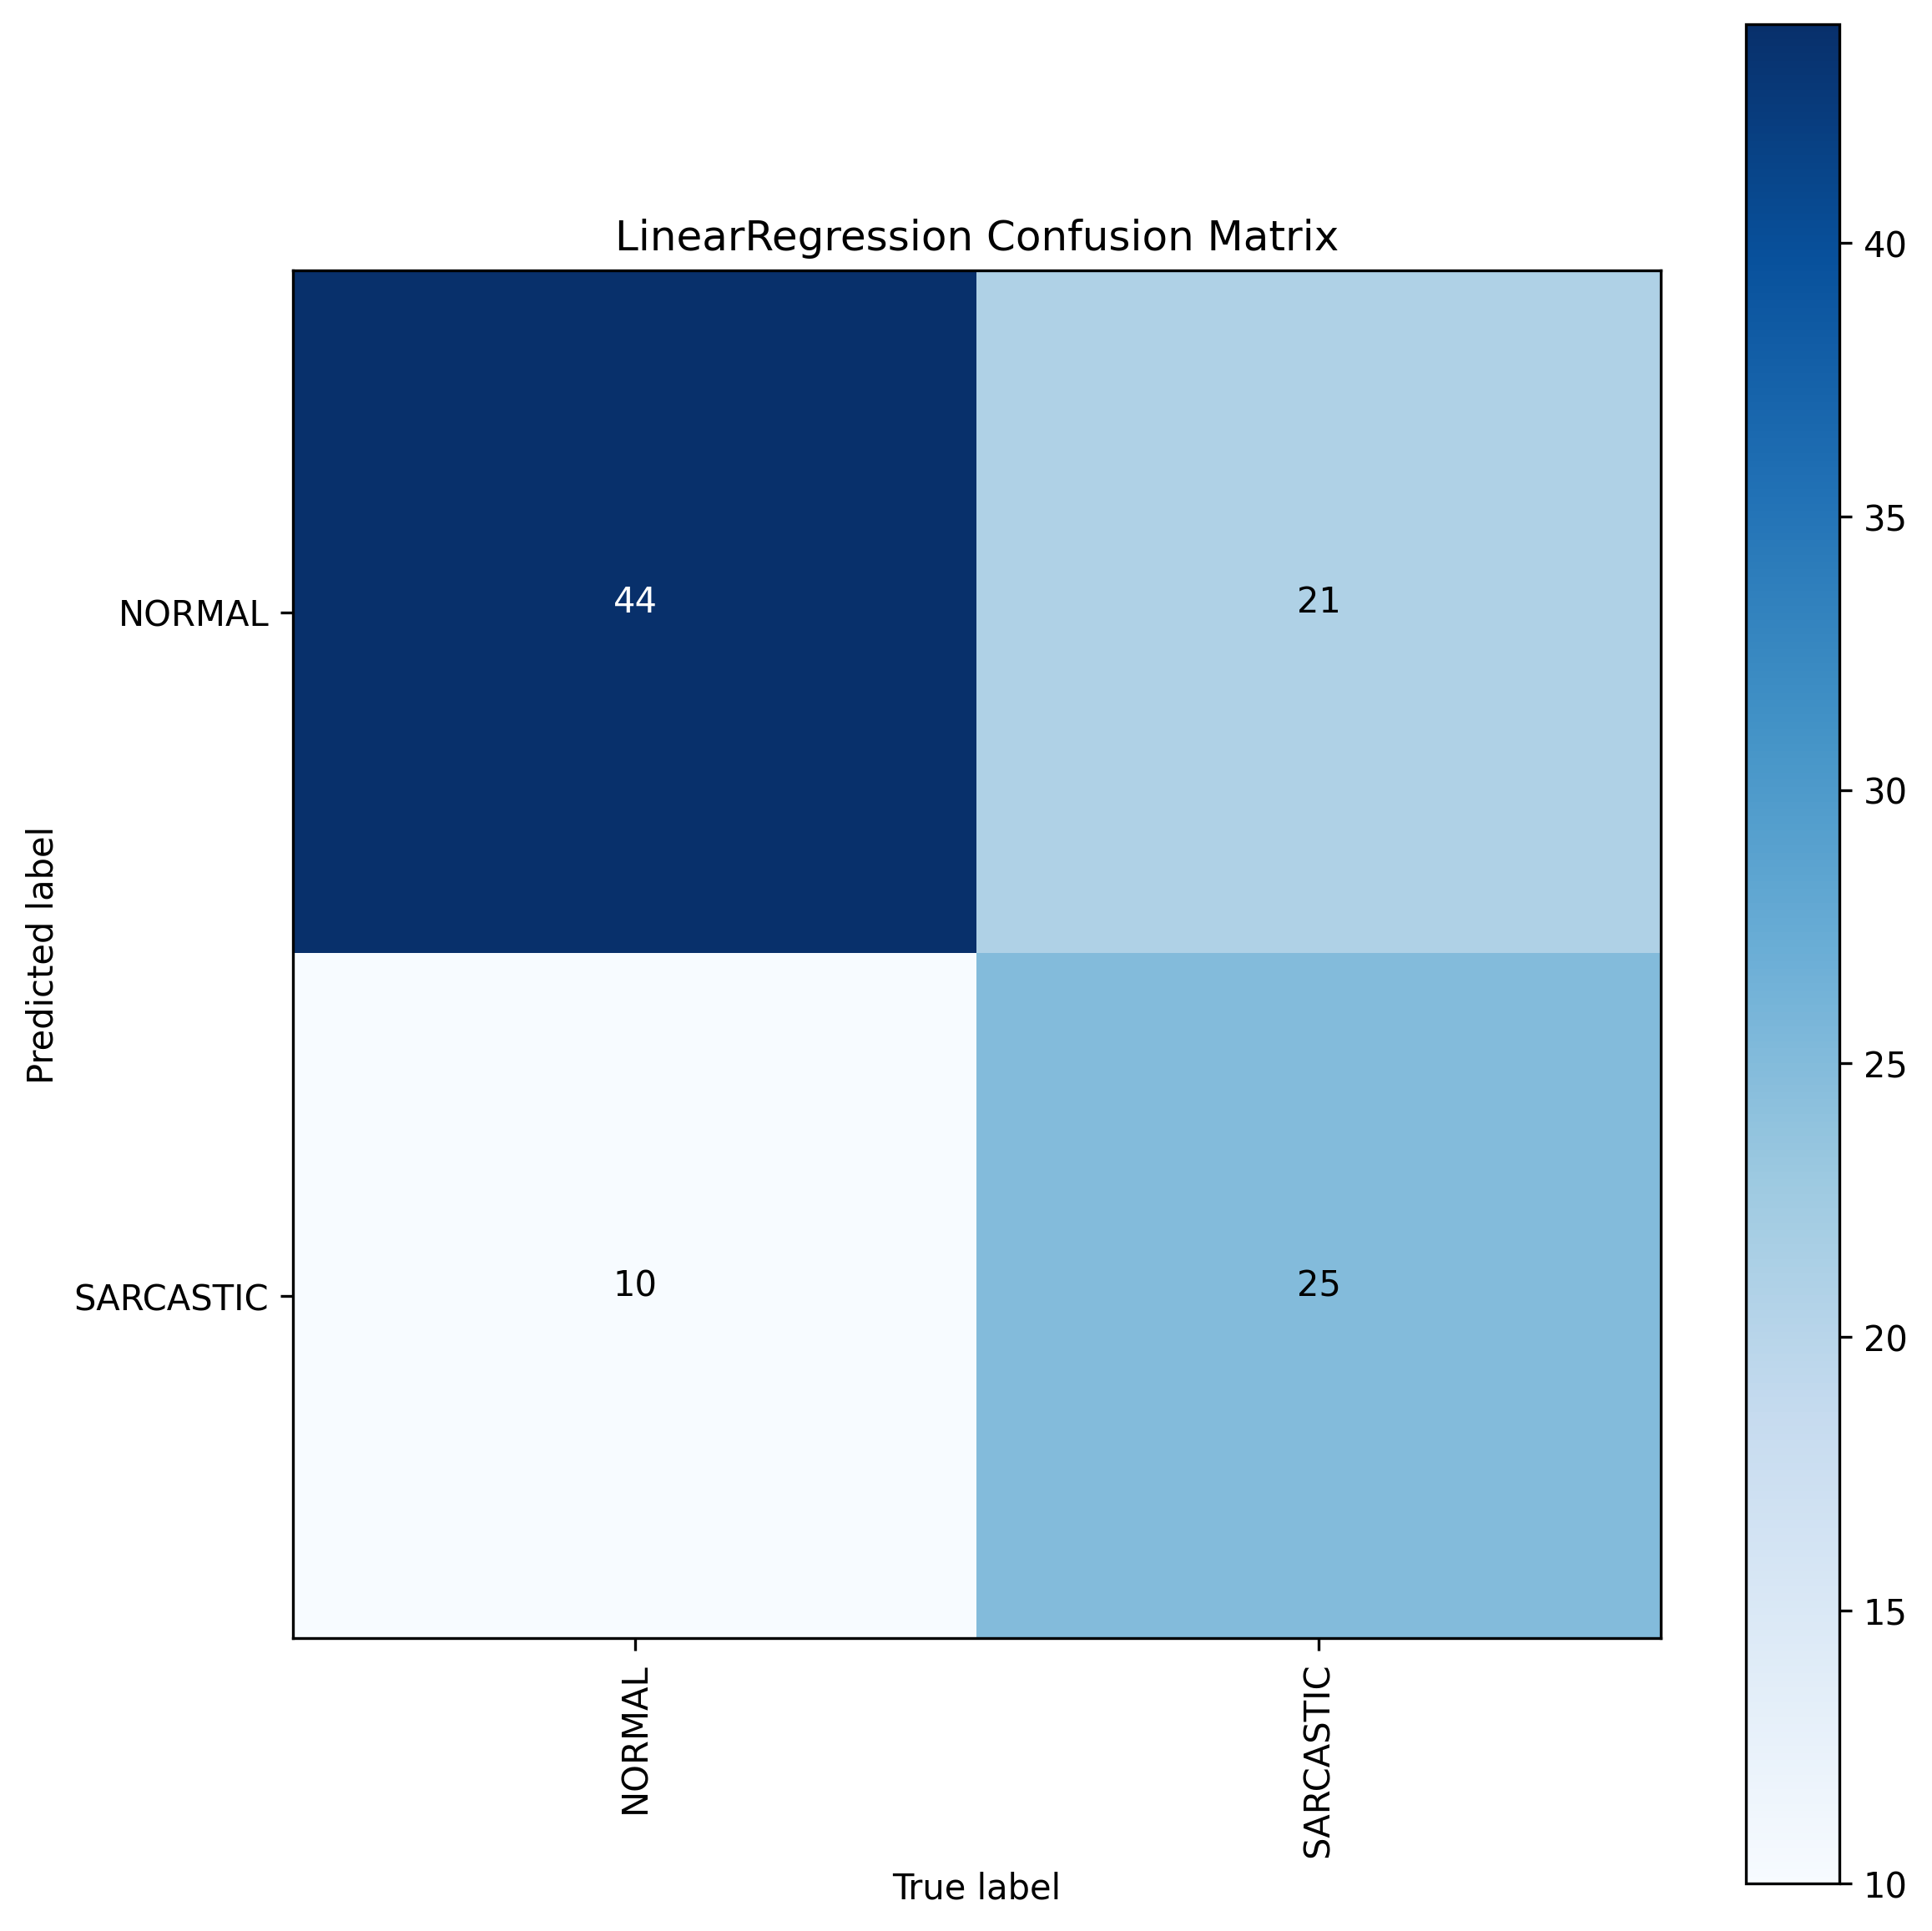 LinearRegression Confusion Matrix
Predicted label
NORMAL
44
21
SARCASTIC
10
25
NORMAL
SARCASTIC
True label
40
35
30
25
20
15
10